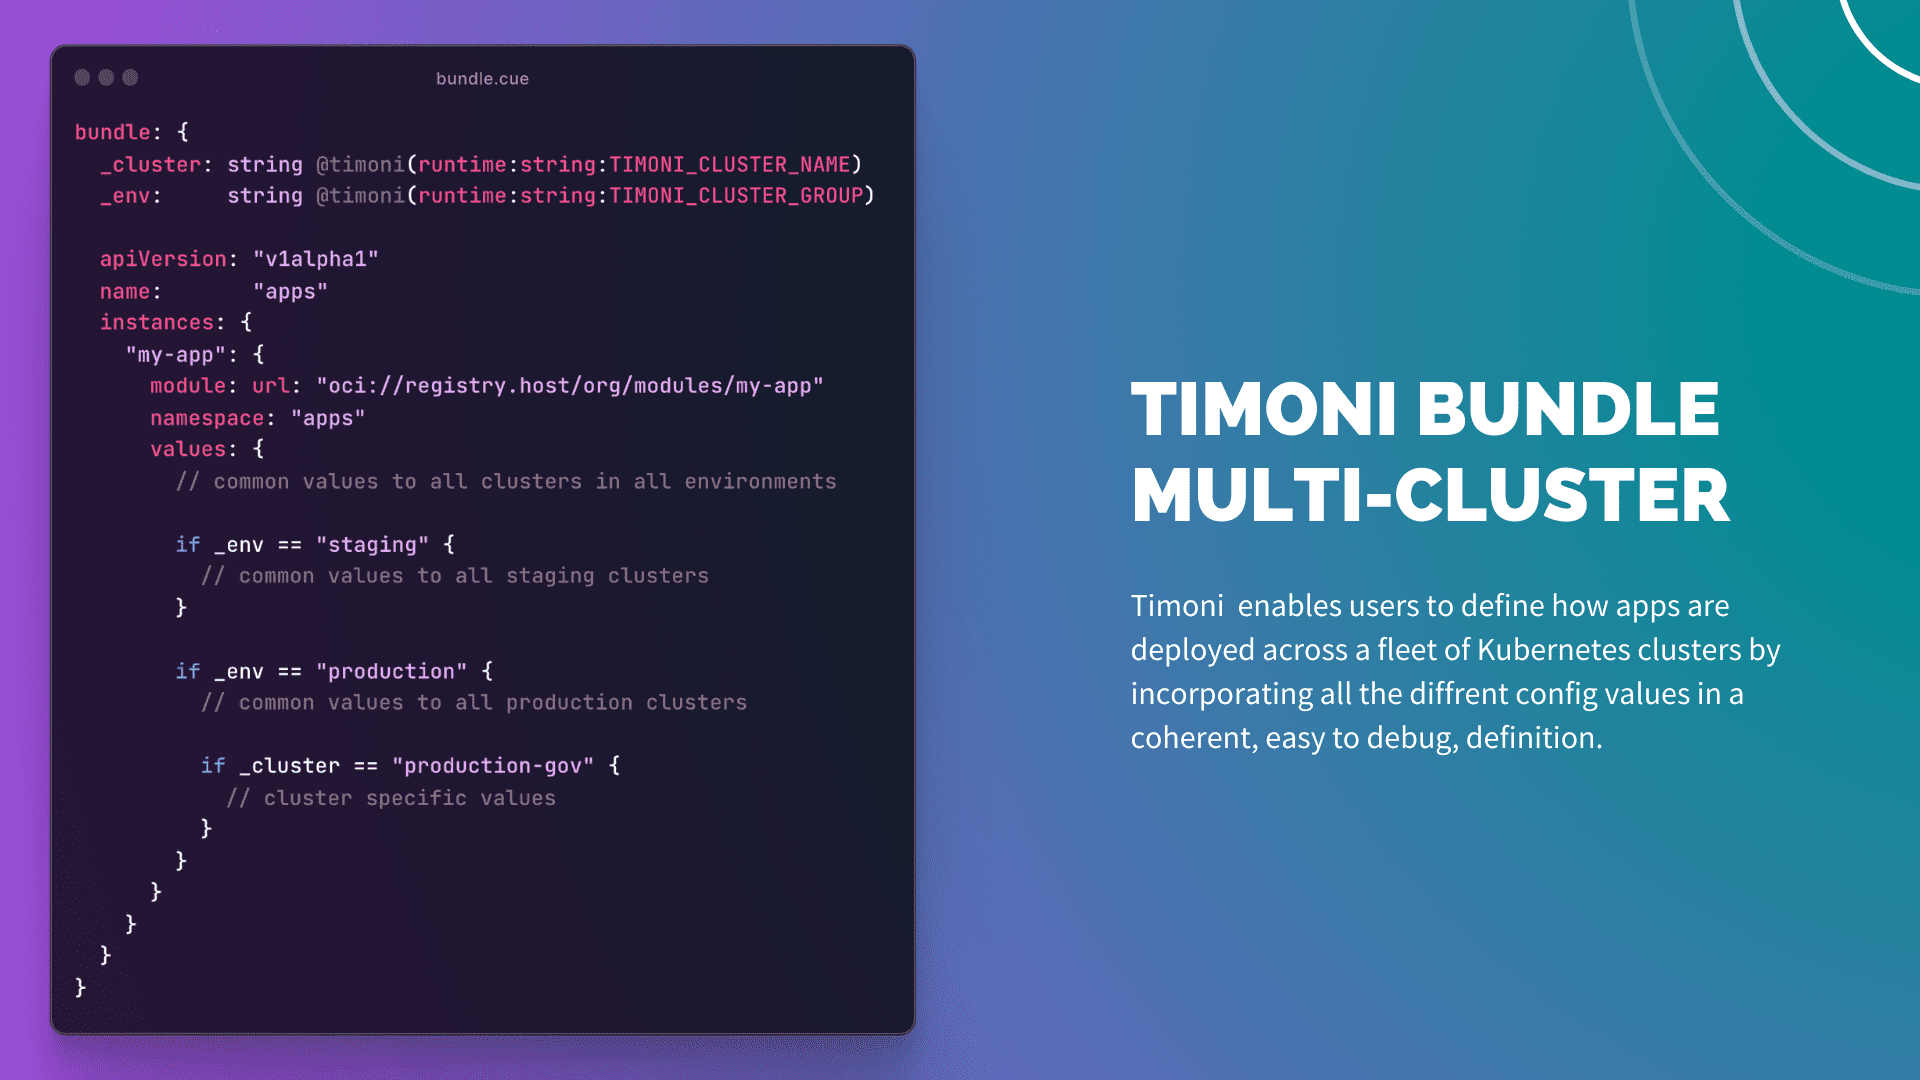 bundle.cue
bundle: {
  _cluster: string @timoni(runtime:string:TIMONI_CLUSTER_NAME)
  _env:     string @timoni(runtime:string:TIMONI_CLUSTER_GROUP)

  apiVersion: "v1alpha1"
  name:       "apps"
  instances: {
    "my-app": {
      module: url: "oci://registry.host/org/modules/my-app"
      namespace: "apps"
      values: {
        // common values to all clusters in all environments

        if _env == "staging" {
          // common values to all staging clusters
        }

        if _env == "production" {
          // common values to all production clusters

          if _cluster == "production-gov" {
            // cluster specific values
          }
        }
      }
    }
  }
}
TIMONI BUNDLE
MULTI-CLUSTER
Timoni  enables users to define how apps are
deployed across a fleet of Kubernetes clusters by
incorporating all the diffrent config values in a
coherent, easy to debug, definition.